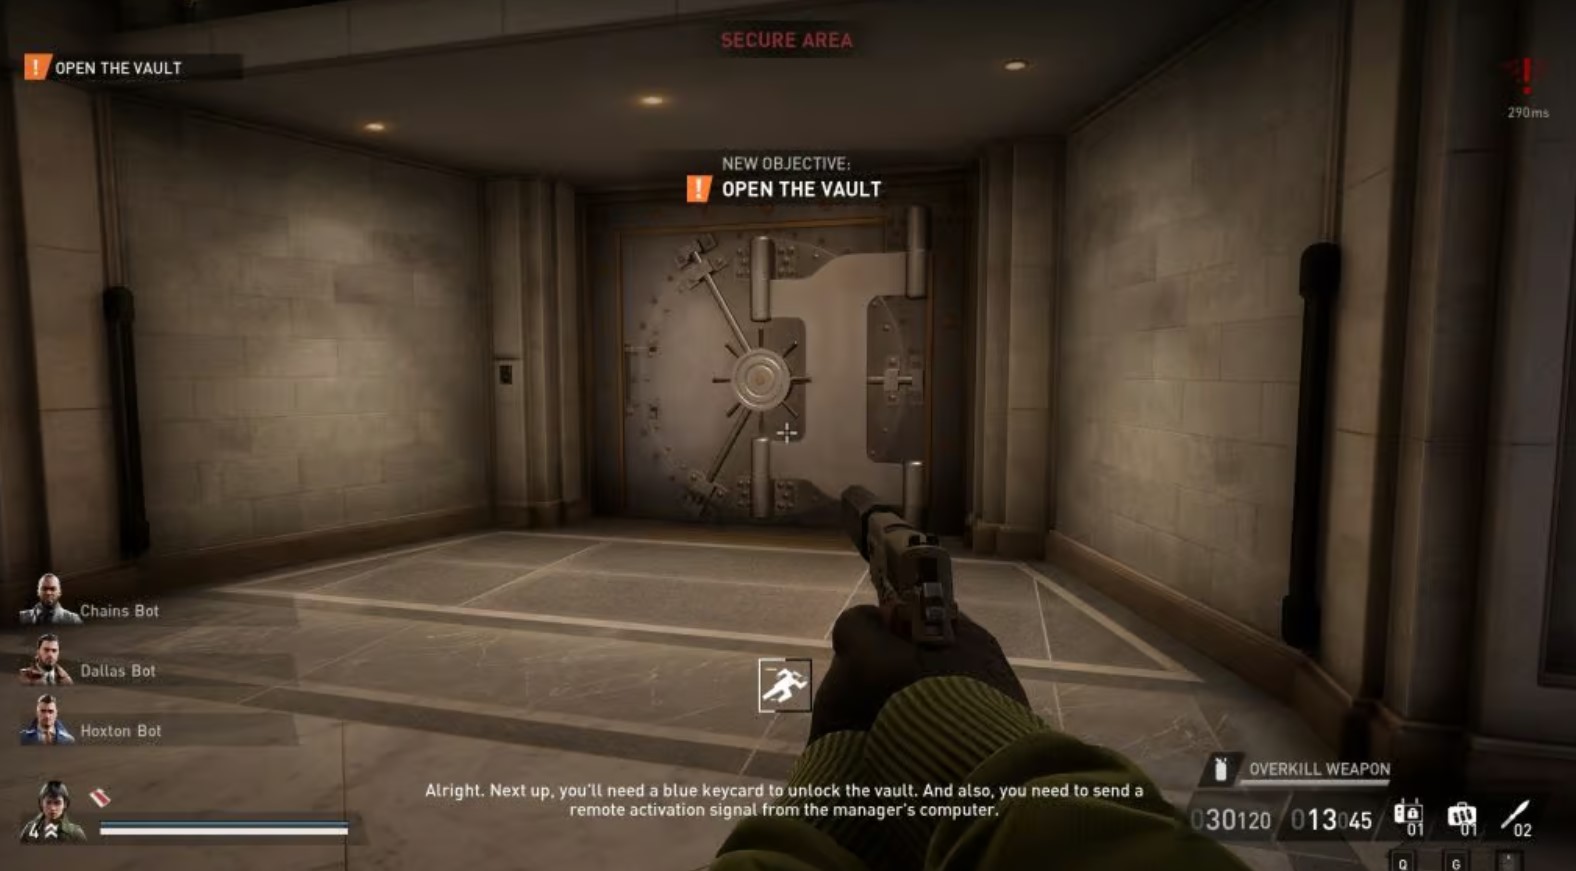 SECURE AREA
! OPEN THE VAULT
290ms
NEW OBJECTIVE:
! OPEN THE VAULT
Chains Bot
Dallas Bot
Hoxton Bot
4
Alright. Next up, you'll need a blue keycard to unlock the vault. And also, you need to send a
remote activation signal from the manager's computer.
OVERKILL WEAPON
030120 013045 01 01 02
Q G